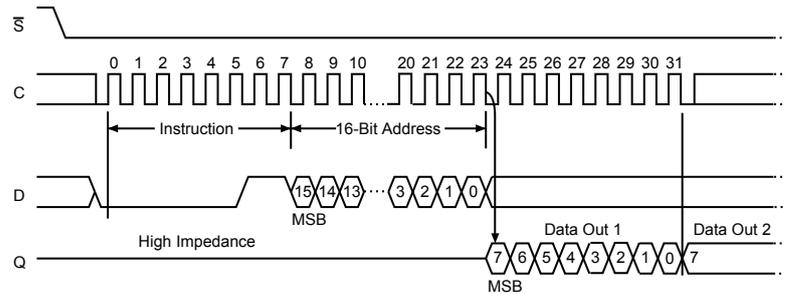 S̅
0 1 2 3 4 5 6 7 8 9 10 20 21 22 23 24 25 26 27 28 29 30 31
C
Instruction 16-Bit Address
D 15 14 13 3 2 1 0
MSB
High Impedance Data Out 1 Data Out 2
Q 7 6 5 4 3 2 1 0 7
MSB